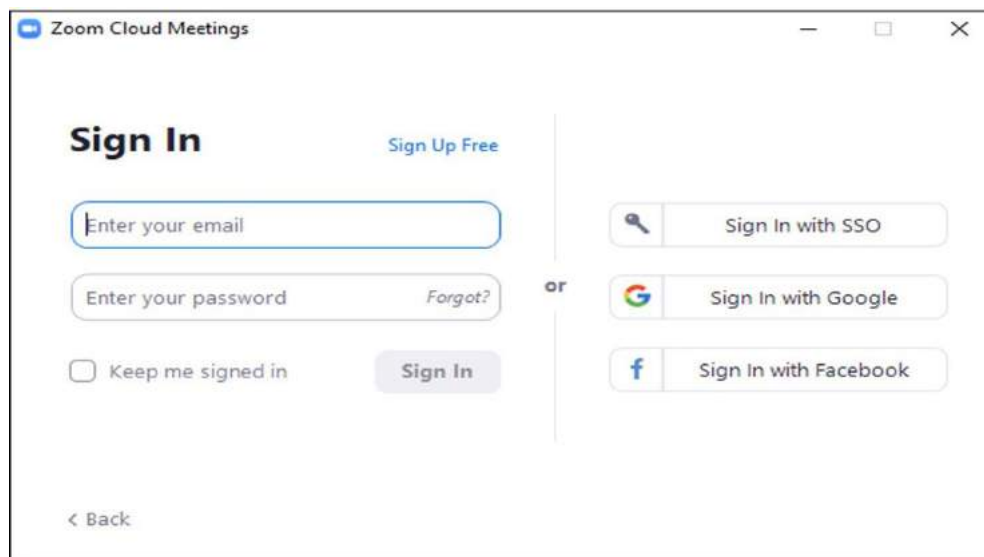 Zoom Cloud Meetings
Sign In
Sign Up Free
Enter your email
Enter your password
Forgot?
Keep me signed in
Sign In
or
Sign In with SSO
Sign In with Google
Sign In with Facebook
< Back